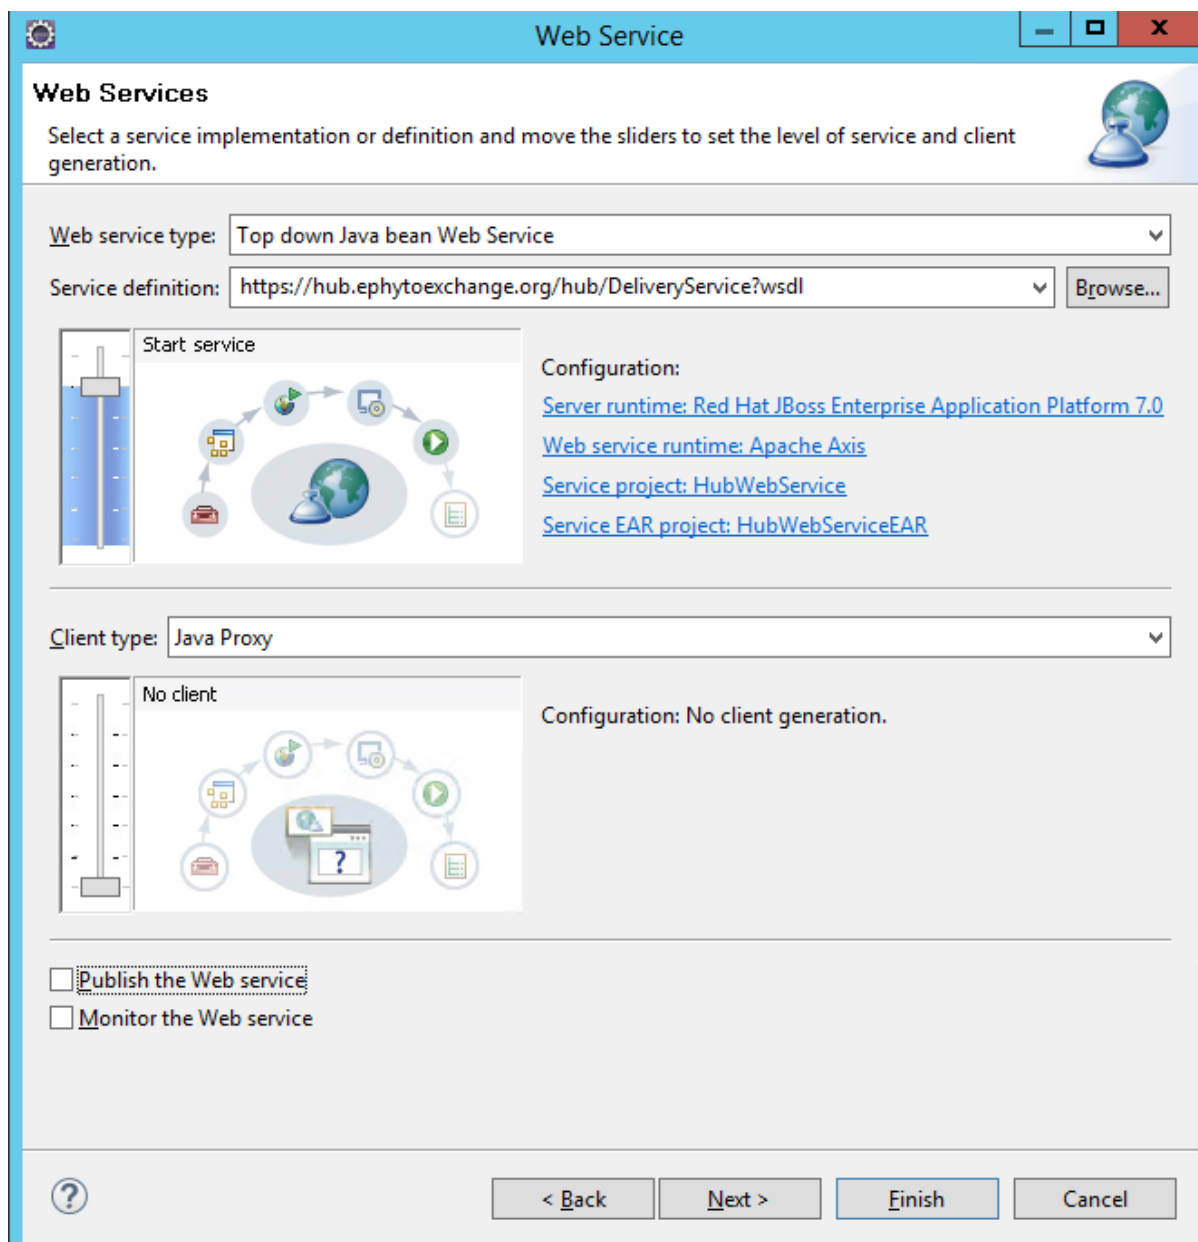 Web Service
Web Services
Select a service implementation or definition and move the sliders to set the level of service and client
generation.
Web service type: Top down Java bean Web Service
Service definition: https://hub.ephytoexchange.org/hub/DeliveryService?wsdl Browse...
Start service
Configuration:
Server runtime: Red Hat JBoss Enterprise Application Platform 7.0
Web service runtime: Apache Axis
Service project: HubWebService
Service EAR project: HubWebServiceEAR
Client type: Java Proxy
No client
Configuration: No client generation.
Publish the Web service
Monitor the Web service
< Back Next > Finish Cancel